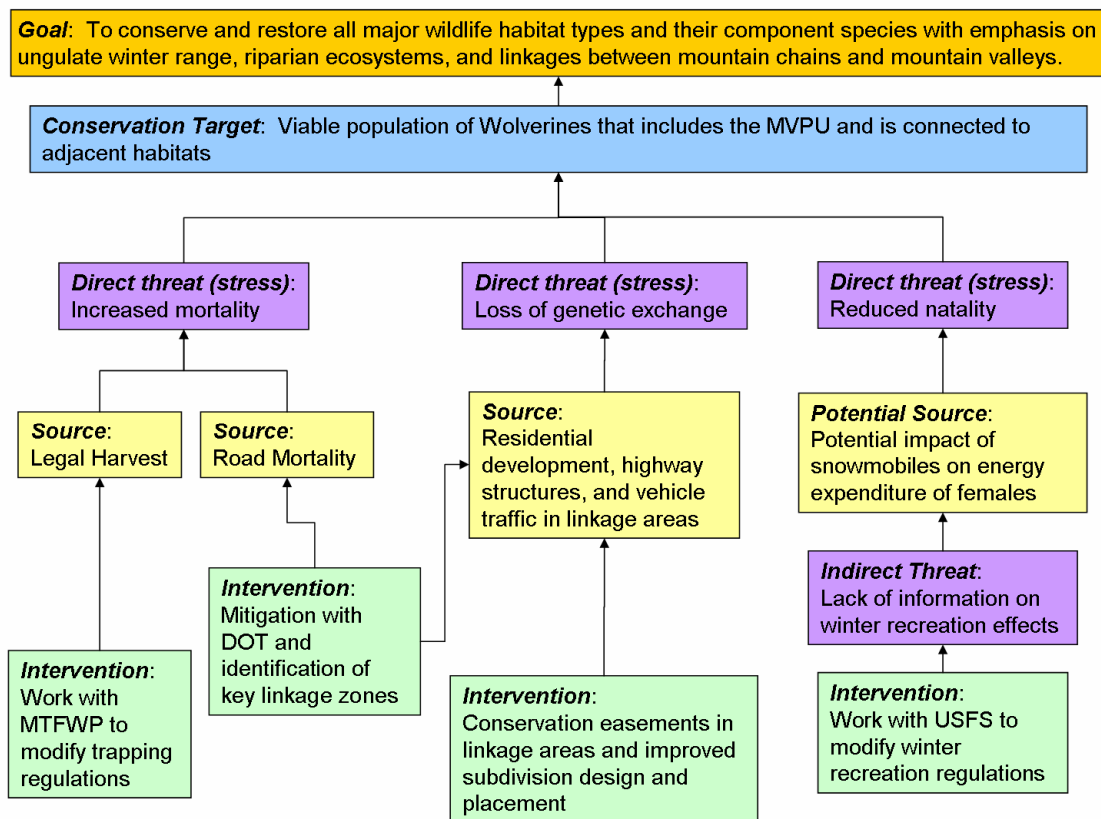 Goal: To conserve and restore all major wildlife habitat types and their component species with emphasis on
ungulate winter range, riparian ecosystems, and linkages between mountain chains and mountain valleys.
Conservation Target: Viable population of Wolverines that includes the MVPU and is connected to
adjacent habitats
Direct threat (stress):
Increased mortality
Direct threat (stress):
Loss of genetic exchange
Direct threat (stress):
Reduced natality
Source:
Legal Harvest
Source:
Road Mortality
Source:
Residential
development, highway
structures, and vehicle
traffic in linkage areas
Potential Source:
Potential impact of
snowmobiles on energy
expenditure of females
Indirect Threat:
Lack of information on
winter recreation effects
Intervention:
Work with
MTFWP to
modify trapping
regulations
Intervention:
Mitigation with
DOT and
identification of
key linkage zones
Intervention:
Conservation easements in
linkage areas and improved
subdivision design and
placement
Intervention:
Work with USFS to
modify winter
recreation regulations